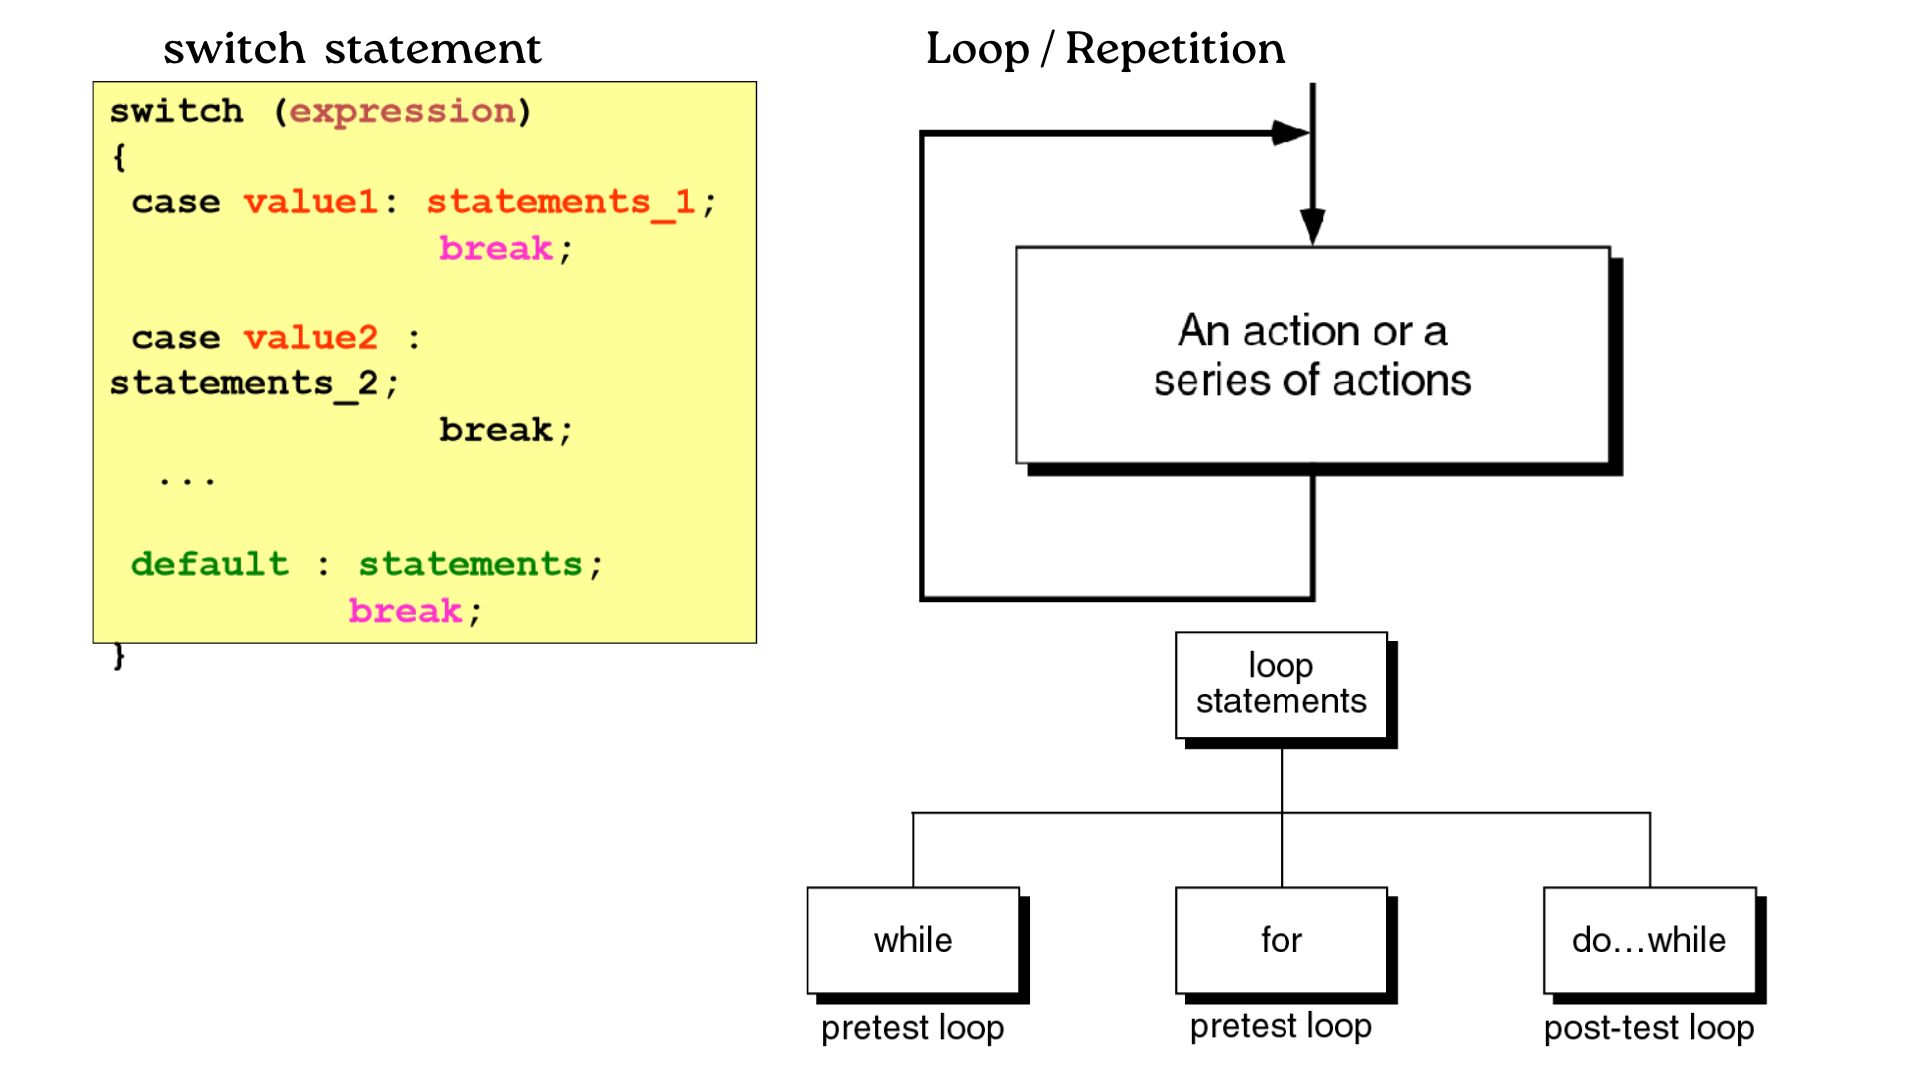 switch statement
switch (expression)
{
case value1: statements_1;
break;
case value2 :
statements_2;
break;
...
default : statements;
break;
}
Loop / Repetition
An action or a
series of actions
loop
statements
while
for
do...while
pretest loop
pretest loop
post-test loop